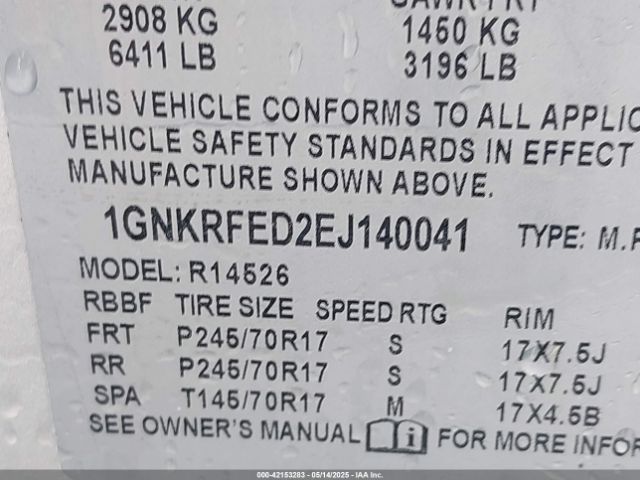 2908 KG 1450 KG
6411 LB 3196 LB
THIS VEHICLE CONFORMS TO ALL
VEHICLE SAFETY STANDARDS IN EFFECT
MANUFACTURE SHOWN ABOVE.
1GNKRFED2EJ140041 TYPE:
MODEL: R14526
RBBF TIRE SIZE SPEED RTG RIM
FRT P245/70R17 S 17X7.5J
RR P245/70R17 S 17X7.5J
SPA T145/70R17 M 17X4.5B
SEE OWNER'S MANUAL i FOR MORE
000-42153283 - 05/14/2025 - IAA Inc.